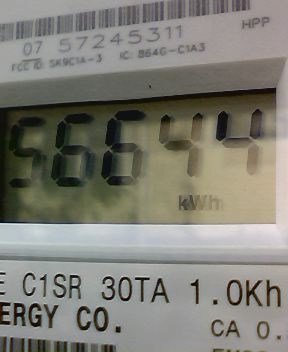 07 57245311 HPP
FCC ID: SK9C1A-3 IC: 864G-C1A3
56644
kWh
E C1SR 30TA 1.0Kh
ERGY CO.
CA 0.